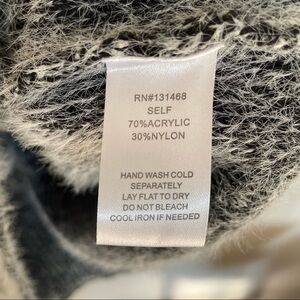 RN#131468
SELF
70%ACRYLIC
30%NYLON
HAND WASH COLD
SEPARATELY
LAY FLAT TO DRY
DO NOT BLEACH
COOL IRON IF NEEDED